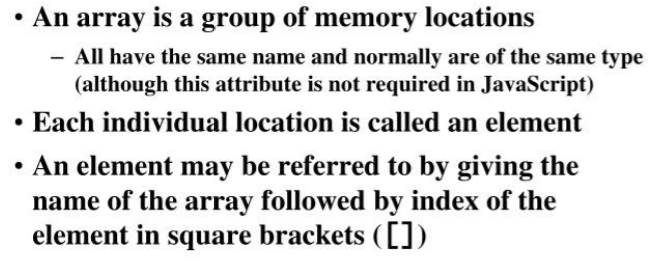 • An array is a group of memory locations
– All have the same name and normally are of the same type
(although this attribute is not required in JavaScript)
• Each individual location is called an element
• An element may be referred to by giving the
name of the array followed by index of the
element in square brackets ([])